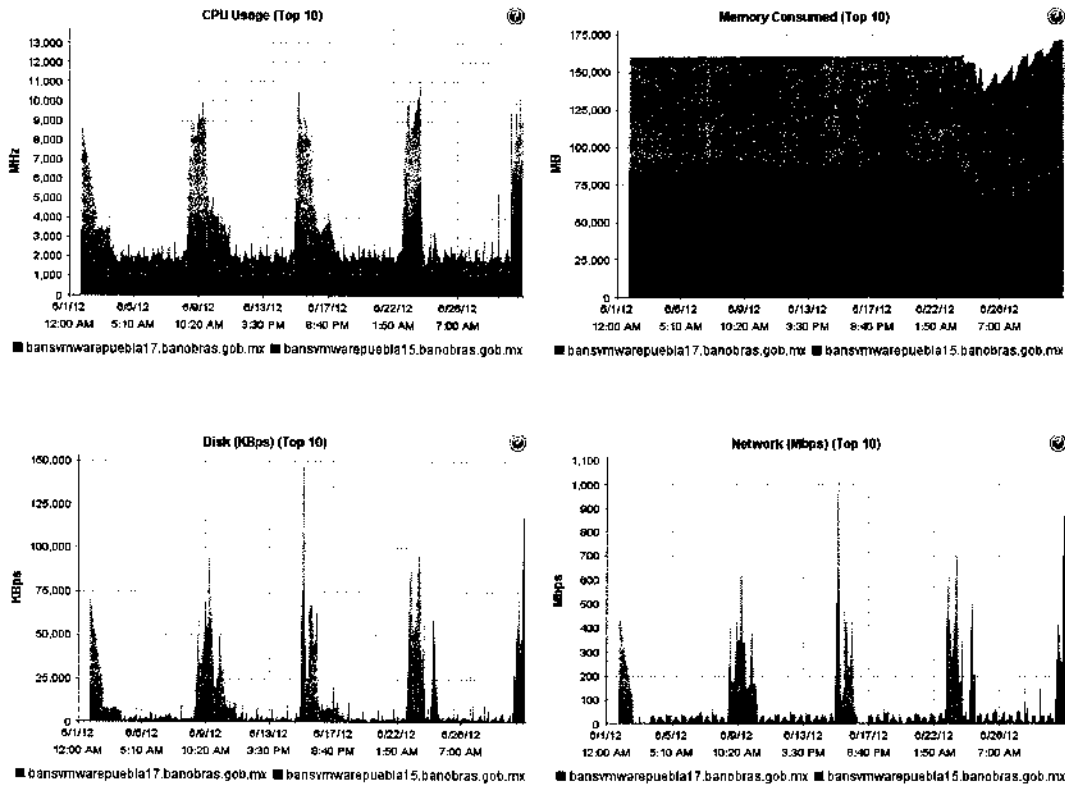 CPU Usage (Top 10)
13,000
12,000
11,000
10,000
9,000
8,000
7,000
6,000
5,000
4,000
3,000
2,000
1,000
0
MHz
6/1/12 6/5/12 6/9/12 6/13/12 6/17/12 6/22/12 6/26/12
12:00 AM 5:10 AM 10:20 AM 3:30 PM 8:40 PM 1:50 AM 7:00 AM
bansvmwarepuebla17.banobras.gob.mx bansvmwarepuebla15.banobras.gob.mx
Memory Consumed (Top 10)
175,000
150,000
125,000
100,000
75,000
50,000
25,000
0
MB
6/1/12 6/5/12 6/9/12 6/13/12 6/17/12 6/22/12 6/26/12
12:00 AM 5:10 AM 10:20 AM 3:30 PM 8:40 PM 1:50 AM 7:00 AM
bansvmwarepuebla17.banobras.gob.mx bansvmwarepuebla15.banobras.gob.mx
Disk (KBps) (Top 10)
150,000
125,000
100,000
75,000
50,000
25,000
0
KBps
6/1/12 6/5/12 6/9/12 6/13/12 6/17/12 6/22/12 6/26/12
12:00 AM 5:10 AM 10:20 AM 3:30 PM 8:40 PM 1:50 AM 7:00 AM
bansvmwarepuebla17.banobras.gob.mx bansvmwarepuebla15.banobras.gob.mx
Network (Mbps) (Top 10)
1,100
1,000
900
800
700
600
500
400
300
200
100
0
Mbps
6/1/12 6/5/12 6/9/12 6/13/12 6/17/12 6/22/12 6/26/12
12:00 AM 5:10 AM 10:20 AM 3:30 PM 8:40 PM 1:50 AM 7:00 AM
bansvmwarepuebla17.banobras.gob.mx bansvmwarepuebla15.banobras.gob.mx